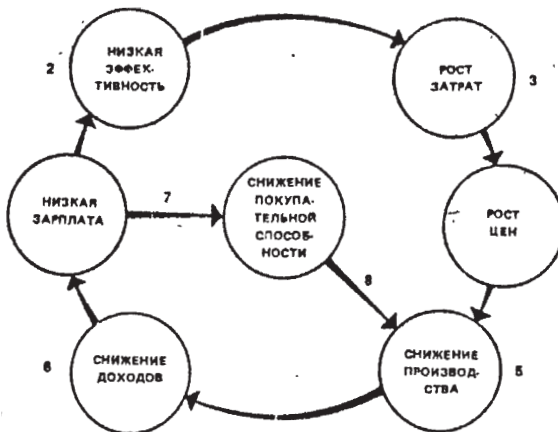 2
НИЗКАЯ
ЭФФЕК-
ТИВНОСТЬ
РОСТ
ЗАТРАТ
3
НИЗКАЯ
ЗАРПЛАТА
7
СНИЖЕНИЕ
ПОКУПА-
ТЕЛЬНОЙ
СПОСОБ-
НОСТИ
РОСТ
ЦЕН
8
6
СНИЖЕНИЕ
ДОХОДОВ
СНИЖЕНИЕ
ПРОИЗВОД-
СТВА
5